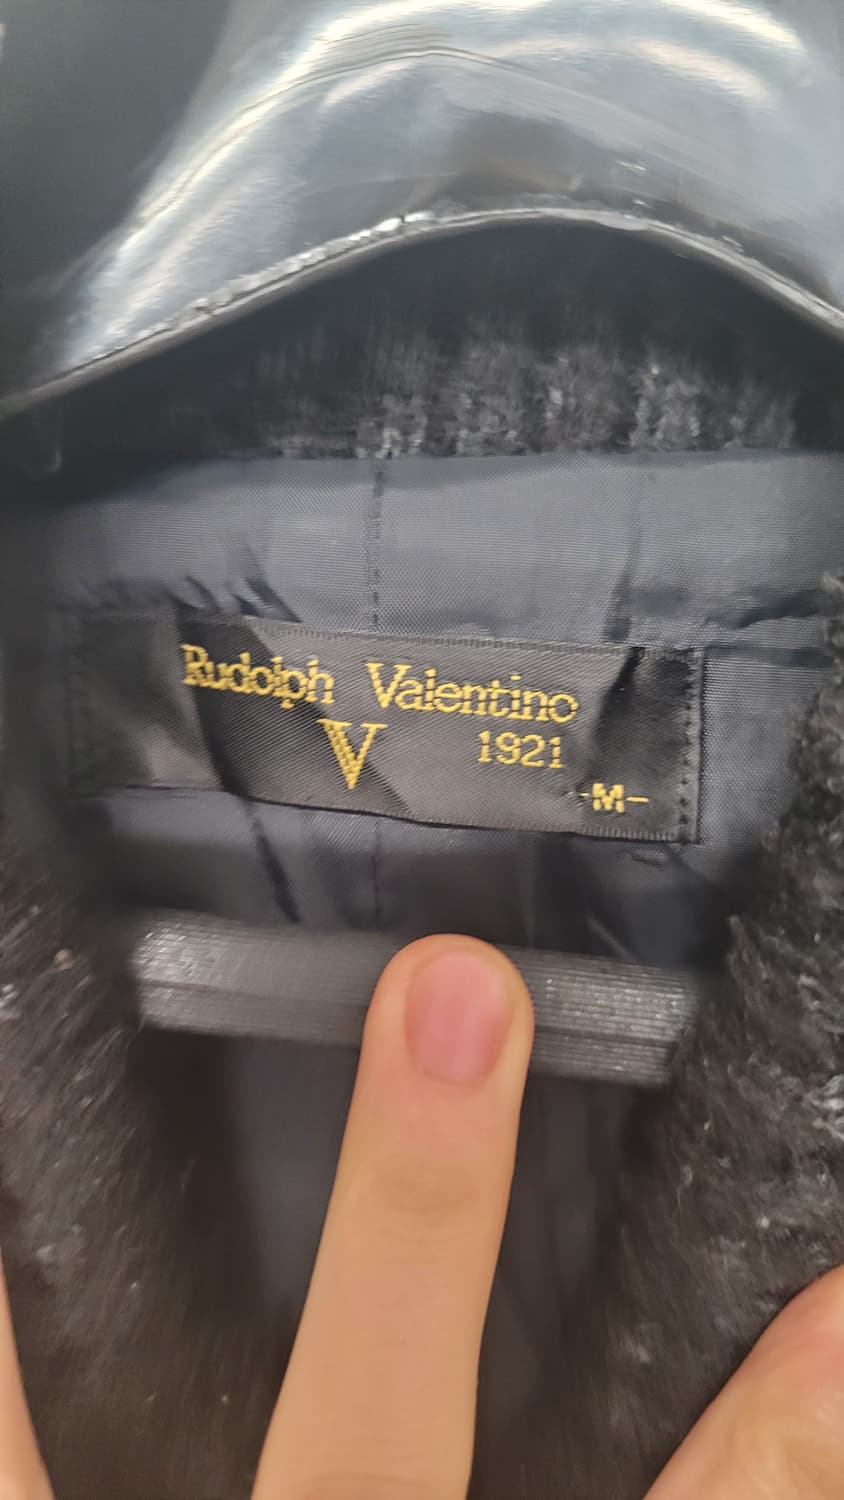 Rudolph Valentino
V 1921
-M-